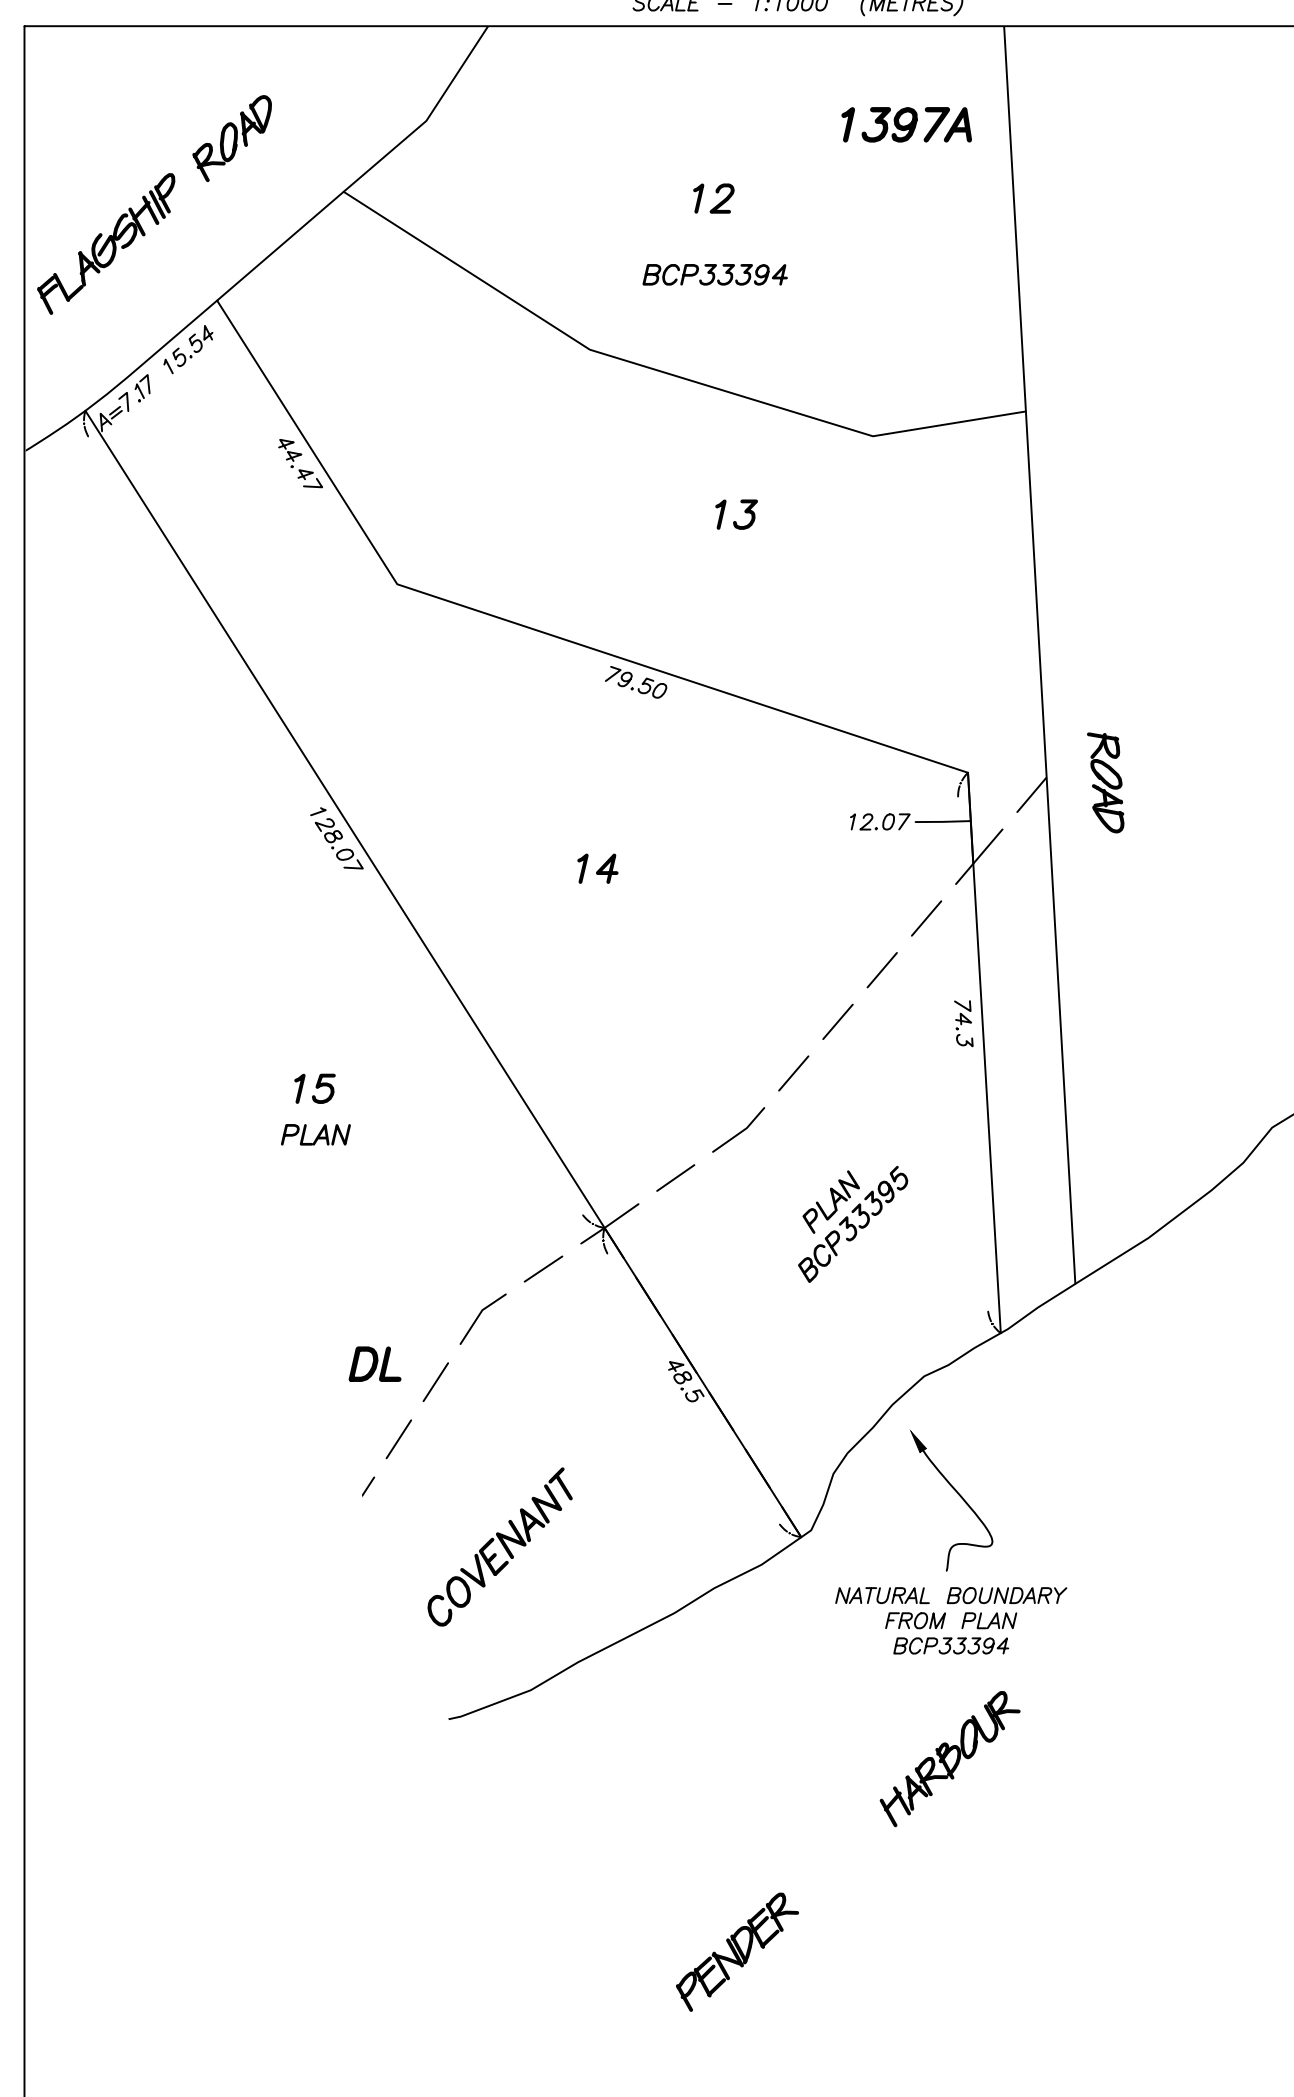 SCALE - 1:1000 (METRES)
FLAGSHIP ROAD
1397A
12
BCP33394
A=7.17 15.54
44.47
13
79.50
ROAD
12.07
128.07
14
74.3
15
PLAN
PLAN
BCP33395
DL
48.5
COVENANT
NATURAL BOUNDARY
FROM PLAN
BCP33394
PENDER HARBOUR